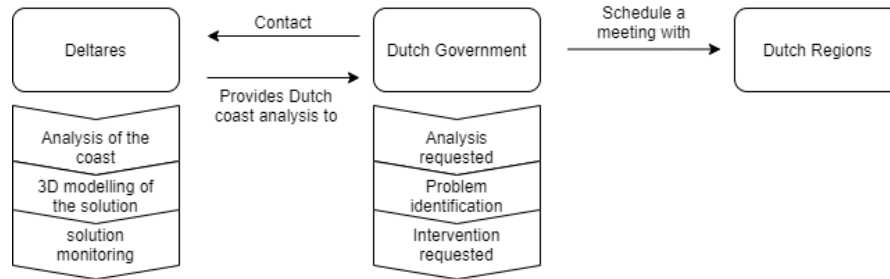 Deltares
Contact
Dutch Government
Schedule a
meeting with
Dutch Regions
Provides Dutch
coast analysis to
Analysis of the
coast
3D modelling of
the solution
solution
monitoring
Analysis
requested
Problem
identification
Intervention
requested